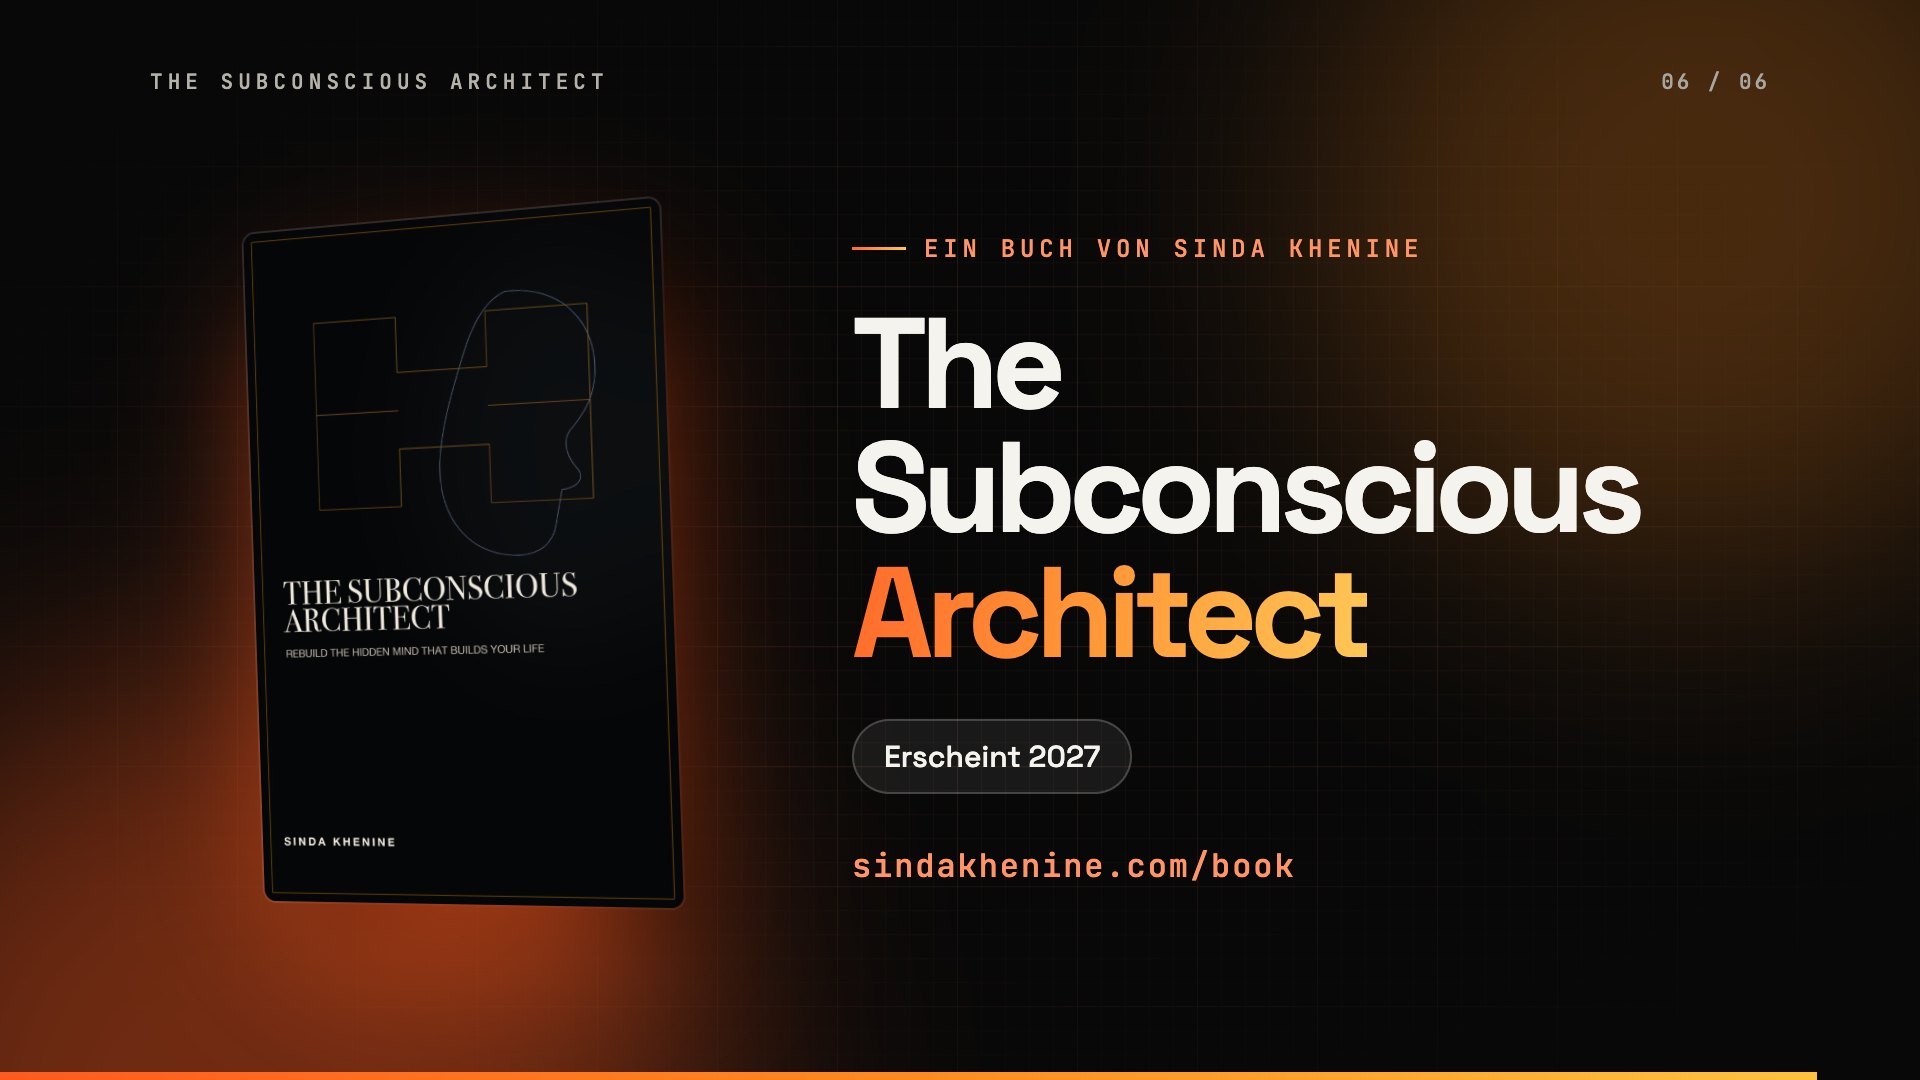 THE SUBCONSCIOUS ARCHITECT
06 / 06
THE SUBCONSCIOUS
ARCHITECT
REBUILD THE HIDDEN MIND THAT BUILDS YOUR LIFE
SINDA KHENINE
EIN BUCH VON SINDA KHENINE
The
Subconscious
Architect
Erscheint 2027
sindakhenine.com/book